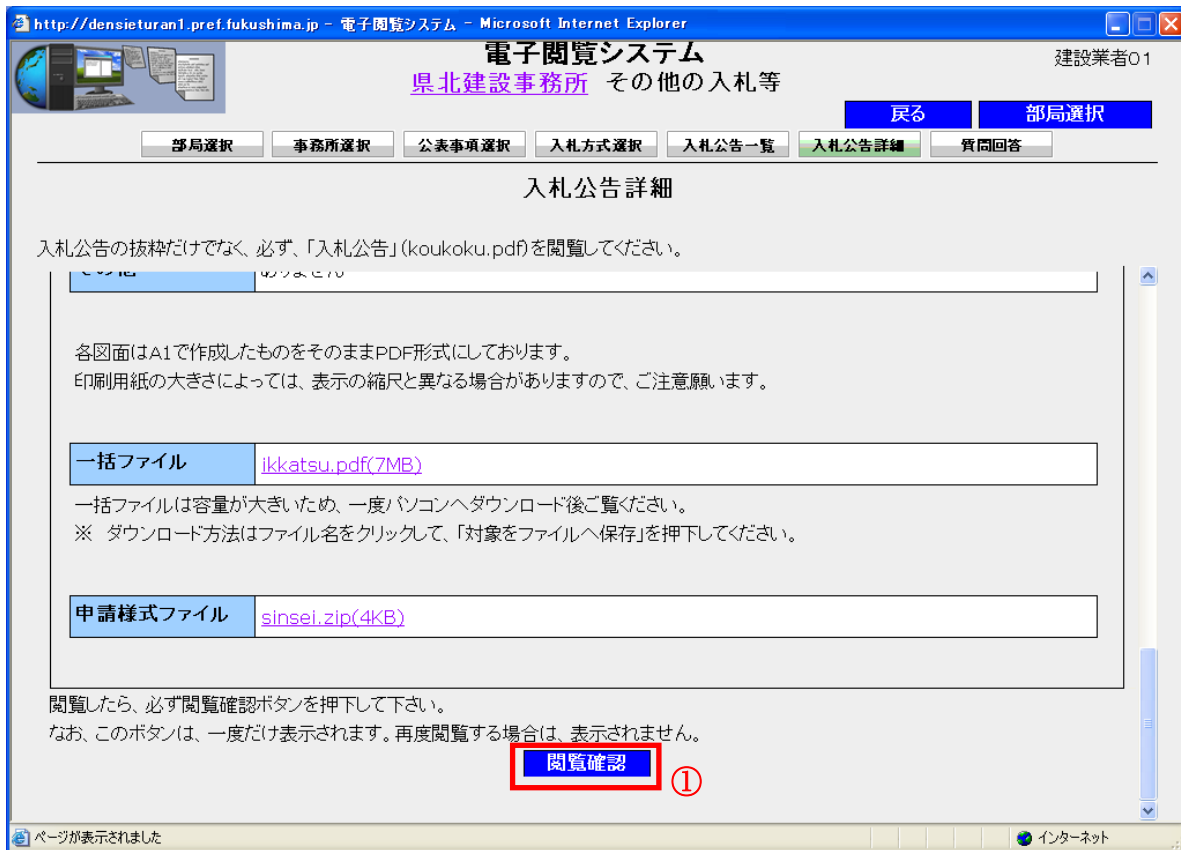 http://densieturan1.pref.fukushima.jp - 電子閲覧システム - Microsoft Internet Explorer
電子閲覧システム
建設業者01
県北建設事務所 その他の入札等
戻る 部局選択
部局選択 事務所選択 公表事項選択 入札方式選択 入札公告一覧 入札公告詳細 質問回答
入札公告詳細
入札公告の抜粋だけでなく、必ず、「入札公告」(koukoku.pdf)を閲覧してください。
その他 ありません
各図面はA1で作成したものをそのままPDF形式にしております。
印刷用紙の大きさによっては、表示の縮尺と異なる場合がありますので、ご注意願います。
一括ファイル ikkatsu.pdf(7MB)
一括ファイルは容量が大きいため、一度パソコンへダウンロード後ご覧ください。
※ ダウンロード方法はファイル名をクリックして、「対象をファイルへ保存」を押下してください。
申請様式ファイル sinsei.zip(4KB)
閲覧したら、必ず閲覧確認ボタンを押下して下さい。
なお、このボタンは、一度だけ表示されます。再度閲覧する場合は、表示されません。
閲覧確認 ①
ページが表示されました インターネット